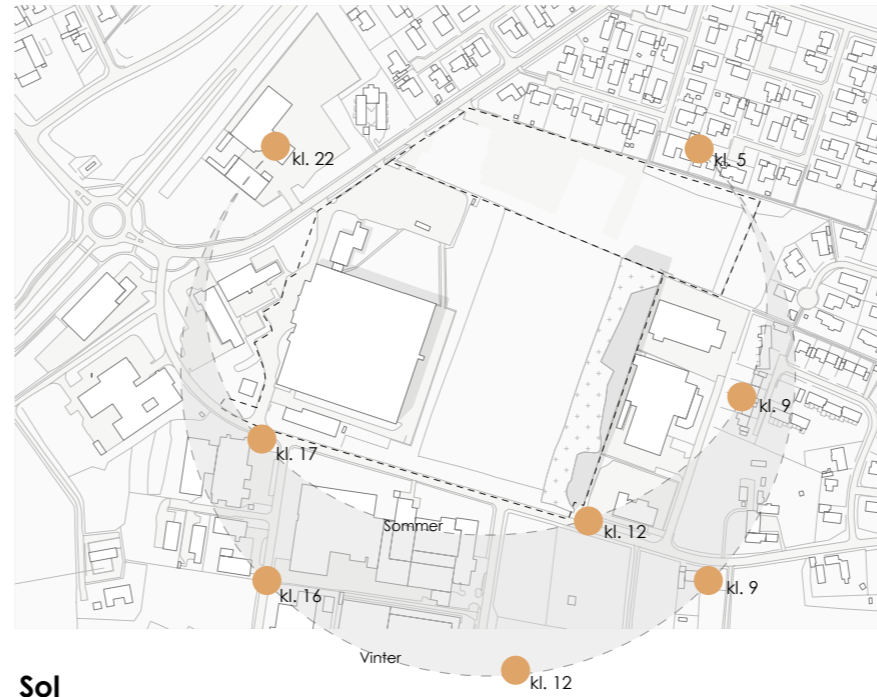 kl. 22
kl. 5
kl. 9
kl. 17
Sommer
kl. 12
kl. 16
kl. 9
Vinter
kl. 12
Sol